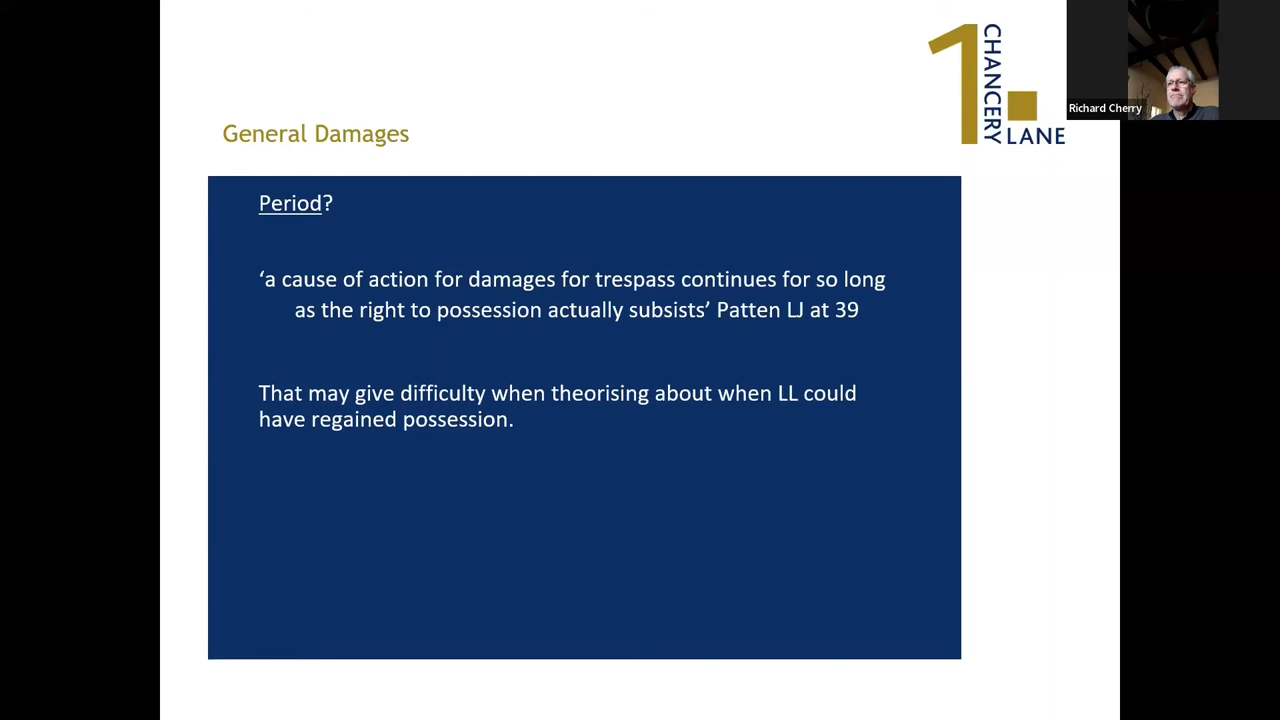 1 CHANCERY LANE
Richard Cherry
General Damages
Period?
‘a cause of action for damages for trespass continues for so long
as the right to possession actually subsists’ Patten LJ at 39
That may give difficulty when theorising about when LL could
have regained possession.